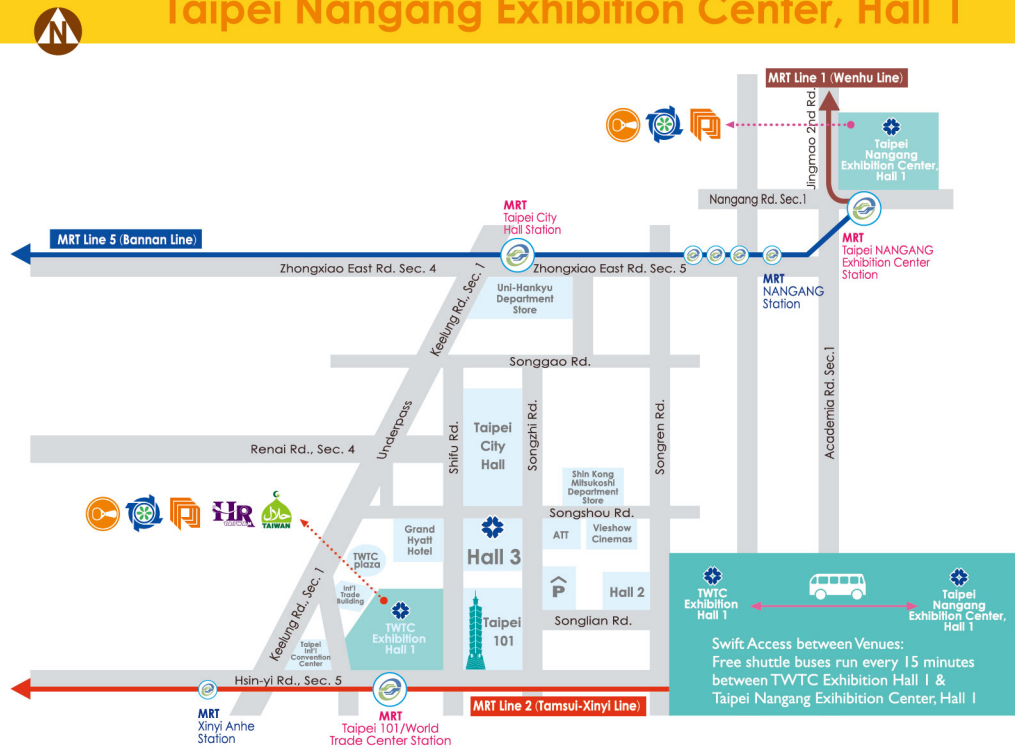 Taipei Nangang Exhibition Center, Hall 1
N
MRT Line 1 (Wenhu Line)
Jingmao 2nd Rd.
Taipei
Nangang
Exhibition Center,
Hall 1
Nangang Rd. Sec.1
MRT
Taipei City
Hall Station
MRT Line 5 (Bannan Line)
MRT
Taipei NANGANG
Exhibition Center
Station
Zhongxiao East Rd. Sec. 4
Zhongxiao East Rd. Sec. 5
MRT
NANGANG
Station
Keelung Rd., Sec. 1
Uni-Hankyu
Department
Store
Songgao Rd.
Academia Rd. Sec.1
Underpass
Renai Rd., Sec. 4
Shifu Rd.
Taipei
City
Hall
Songzhi Rd.
Songren Rd.
Shin Kong
Mitsukoshi
Department
Store
Songshou Rd.
HR
TAIWAN
حلال
TAIWAN
Grand
Hyatt
Hotel
Hall 3
ATT
Vieshow
Cinemas
TWTC
plaza
Int'l
Trade
Building
P
Hall 2
Keelung Rd., Sec. 1
TWTC
Exhibition
Hall 1
Taipei
101
Songlian Rd.
Taipei
Int'l
Convention
Center
Hsin-yi Rd., Sec. 5
MRT Line 2 (Tamsui-Xinyi Line)
MRT
Xinyi Anhe
Station
MRT
Taipei 101/World
Trade Center Station
TWTC
Exhibition
Hall 1
Taipei
Nangang
Exhibition Center,
Hall 1
Swift Access between Venues:
Free shuttle buses run every 15 minutes
between TWTC Exhibition Hall 1 &
Taipei Nangang Exihibition Center, Hall 1